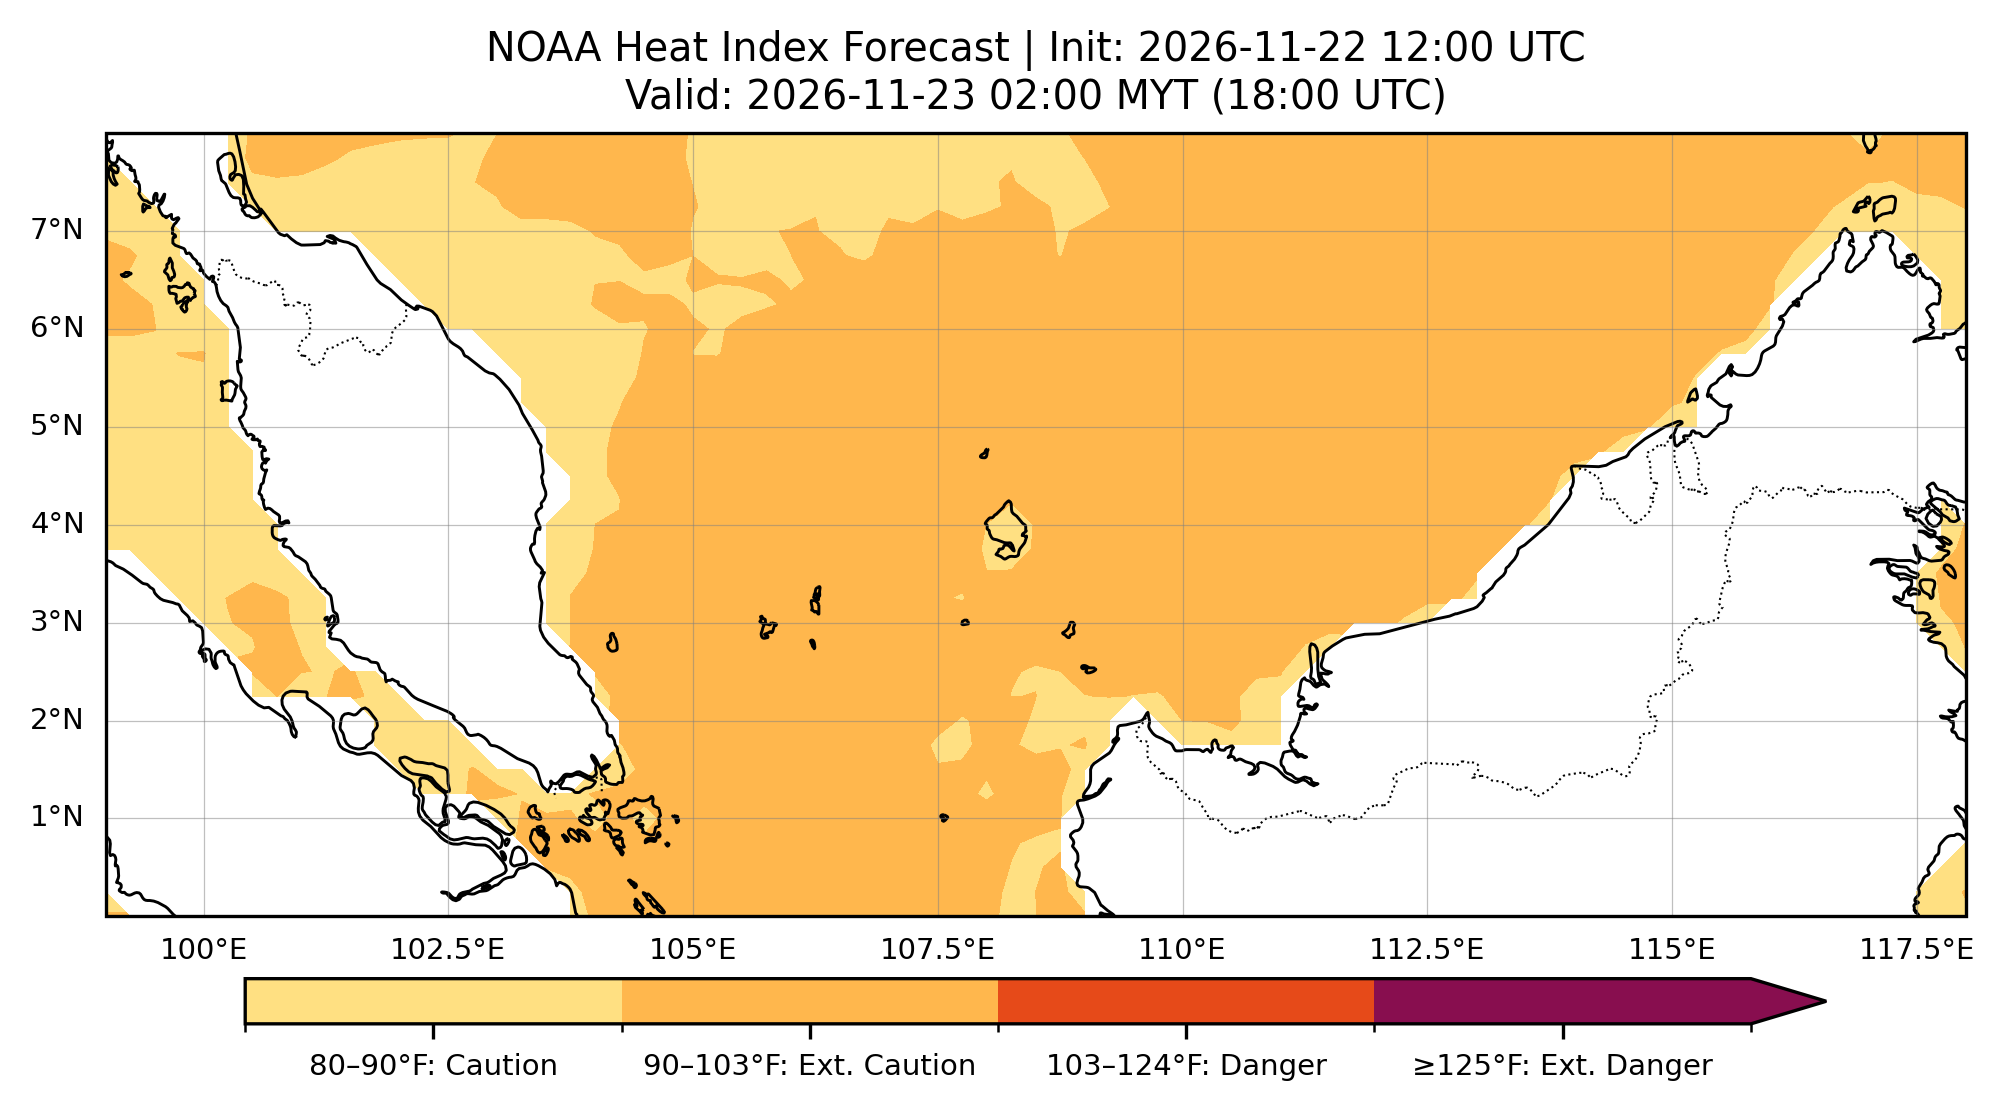 NOAA Heat Index Forecast | Init: 2026-11-22 12:00 UTC
Valid: 2026-11-23 02:00 MYT (18:00 UTC)
7°N
6°N
5°N
4°N
3°N
2°N
1°N
100°E 102.5°E 105°E 107.5°E 110°E 112.5°E 115°E 117.5°E
80–90°F: Caution 90–103°F: Ext. Caution 103–124°F: Danger ≥125°F: Ext. Danger